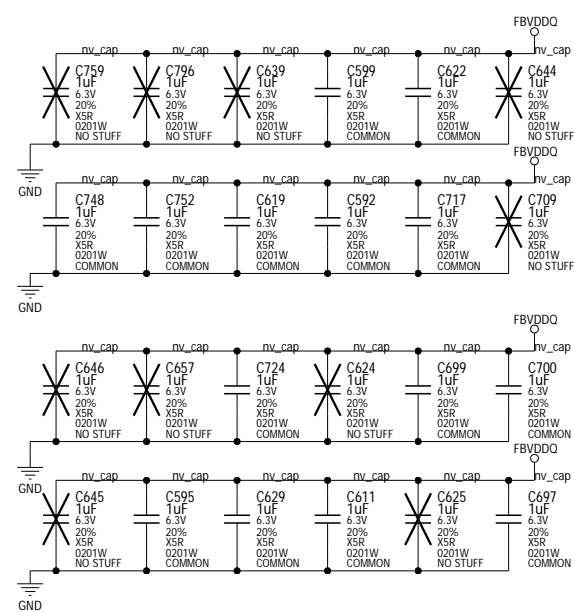 FBVDDQ
nv_cap nv_cap nv_cap nv_cap nv_cap nv_cap
C759 C796 C639 C599 C622 C644
1uF 1uF 1uF 1uF 1uF 1uF
6.3V 6.3V 6.3V 6.3V 6.3V 6.3V
20% 20% 20% 20% 20% 20%
X5R X5R X5R X5R X5R X5R
0201W 0201W 0201W 0201W 0201W 0201W
NO STUFF NO STUFF NO STUFF COMMON COMMON NO STUFF
GND
FBVDDQ
nv_cap nv_cap nv_cap nv_cap nv_cap nv_cap
C748 C752 C619 C592 C717 C709
1uF 1uF 1uF 1uF 1uF 1uF
6.3V 6.3V 6.3V 6.3V 6.3V 6.3V
20% 20% 20% 20% 20% 20%
X5R X5R X5R X5R X5R X5R
0201W 0201W 0201W 0201W 0201W 0201W
COMMON COMMON COMMON COMMON COMMON NO STUFF
GND
FBVDDQ
nv_cap nv_cap nv_cap nv_cap nv_cap nv_cap
C646 C657 C724 C624 C699 C700
1uF 1uF 1uF 1uF 1uF 1uF
6.3V 6.3V 6.3V 6.3V 6.3V 6.3V
20% 20% 20% 20% 20% 20%
X5R X5R X5R X5R X5R X5R
0201W 0201W 0201W 0201W 0201W 0201W
NO STUFF NO STUFF COMMON NO STUFF COMMON COMMON
GND
FBVDDQ
nv_cap nv_cap nv_cap nv_cap nv_cap nv_cap
C645 C595 C629 C611 C625 C697
1uF 1uF 1uF 1uF 1uF 1uF
6.3V 6.3V 6.3V 6.3V 6.3V 6.3V
20% 20% 20% 20% 20% 20%
X5R X5R X5R X5R X5R X5R
0201W 0201W 0201W 0201W 0201W 0201W
NO STUFF COMMON COMMON COMMON NO STUFF COMMON
GND